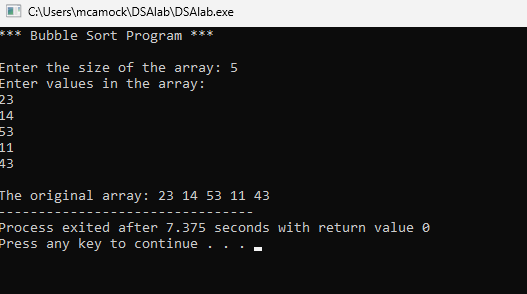 C:\Users\mcamock\DSAlab\DSAlab.exe
*** Bubble Sort Program ***
Enter the size of the array: 5
Enter values in the array:
23
14
53
11
43
The original array: 23 14 53 11 43
--------------------------------
Process exited after 7.375 seconds with return value 0
Press any key to continue . . .